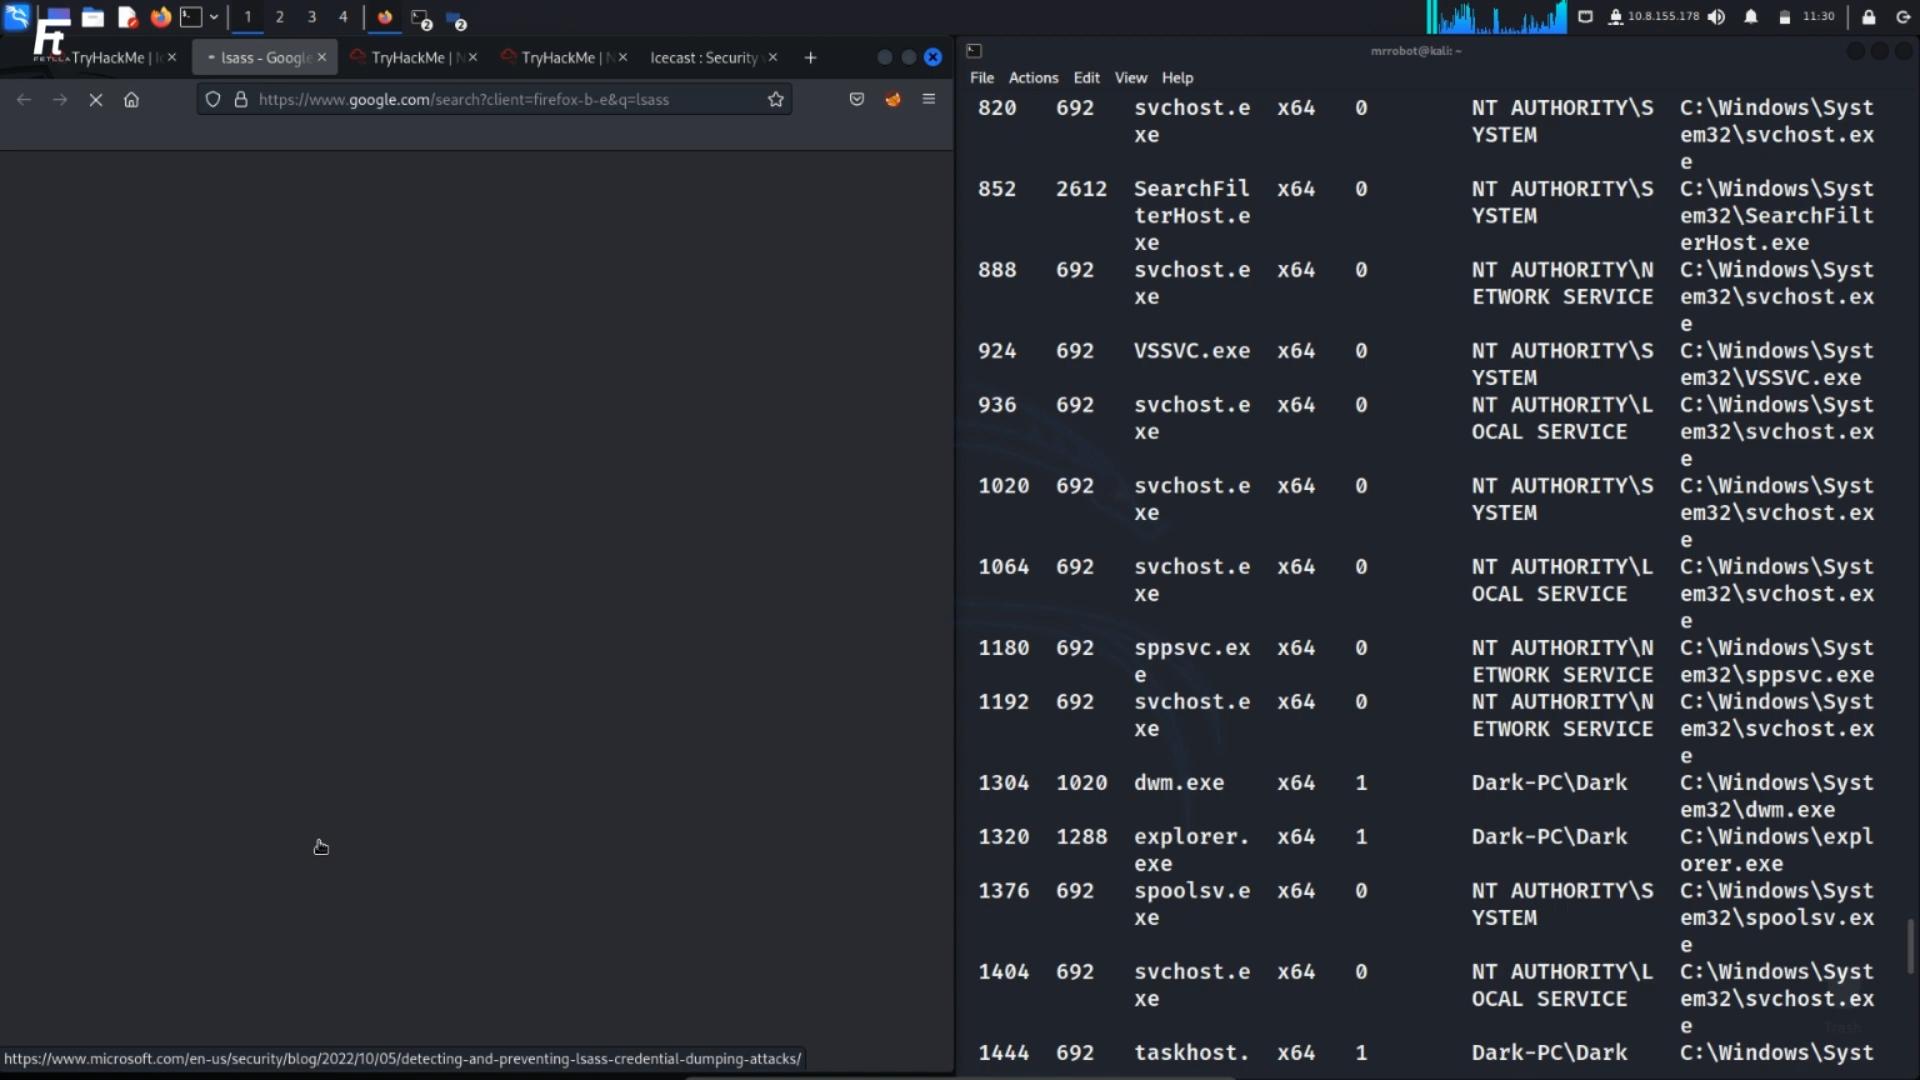 1 2 3 4 10.8.155.178 11:30
Ft
FETLLA
TryHackMe | I
lsass - Google
TryHackMe | N
TryHackMe | N
Icecast : Security
https://www.google.com/search?client=firefox-b-e&q=lsass
mrrobot@kali: ~
File Actions Edit View Help
820 692 svchost.e x64 0 NT AUTHORITY\S C:\Windows\Syst
xe YSTEM em32\svchost.ex
e
852 2612 SearchFil x64 0 NT AUTHORITY\S C:\Windows\Syst
terHost.e YSTEM em32\SearchFilt
xe erHost.exe
888 692 svchost.e x64 0 NT AUTHORITY\N C:\Windows\Syst
xe ETWORK SERVICE em32\svchost.ex
e
924 692 VSSVC.exe x64 0 NT AUTHORITY\S C:\Windows\Syst
YSTEM em32\VSSVC.exe
936 692 svchost.e x64 0 NT AUTHORITY\L C:\Windows\Syst
xe OCAL SERVICE em32\svchost.ex
e
1020 692 svchost.e x64 0 NT AUTHORITY\S C:\Windows\Syst
xe YSTEM em32\svchost.ex
e
1064 692 svchost.e x64 0 NT AUTHORITY\L C:\Windows\Syst
xe OCAL SERVICE em32\svchost.ex
e
1180 692 sppsvc.ex x64 0 NT AUTHORITY\N C:\Windows\Syst
e ETWORK SERVICE em32\sppsvc.exe
1192 692 svchost.e x64 0 NT AUTHORITY\N C:\Windows\Syst
xe ETWORK SERVICE em32\svchost.ex
e
1304 1020 dwm.exe x64 1 Dark-PC\Dark C:\Windows\Syst
em32\dwm.exe
1320 1288 explorer. x64 1 Dark-PC\Dark C:\Windows\expl
exe orer.exe
1376 692 spoolsv.e x64 0 NT AUTHORITY\S C:\Windows\Syst
xe YSTEM em32\spoolsv.ex
e
1404 692 svchost.e x64 0 NT AUTHORITY\L C:\Windows\Syst
xe OCAL SERVICE em32\svchost.ex
e
Trash
1444 692 taskhost. x64 1 Dark-PC\Dark C:\Windows\Syst
https://www.microsoft.com/en-us/security/blog/2022/10/05/detecting-and-preventing-lsass-credential-dumping-attacks/